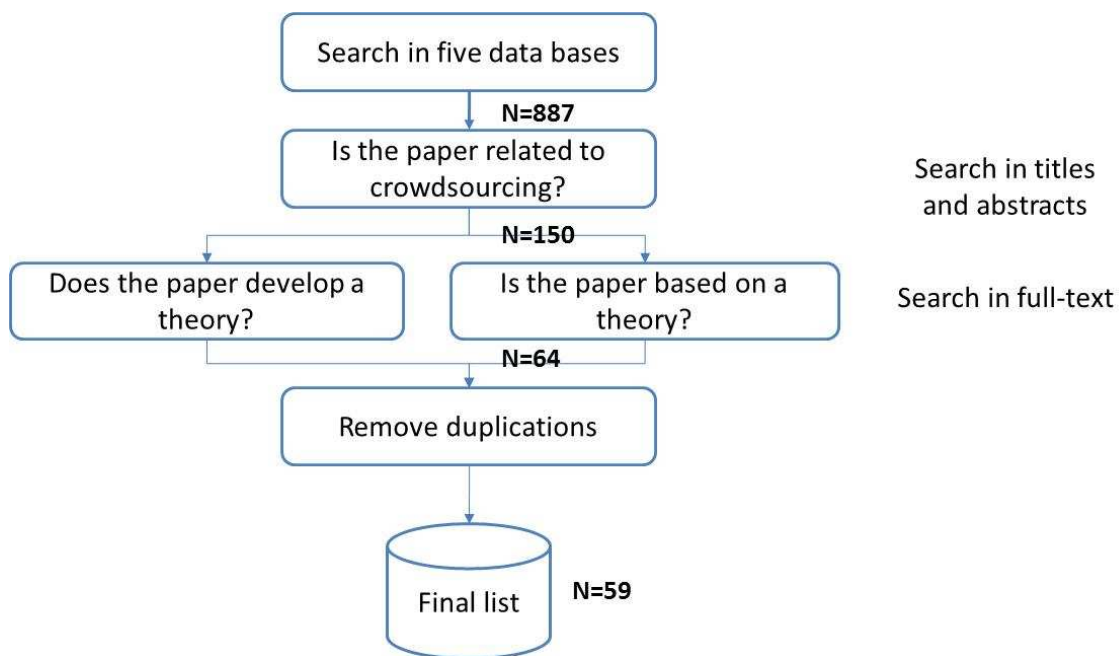 Search in five data bases
N=887
Is the paper related to
crowdsourcing?
Search in titles
and abstracts
N=150
Does the paper develop a
theory?
Is the paper based on a
theory?
Search in full-text
N=64
Remove duplications
Final list
N=59